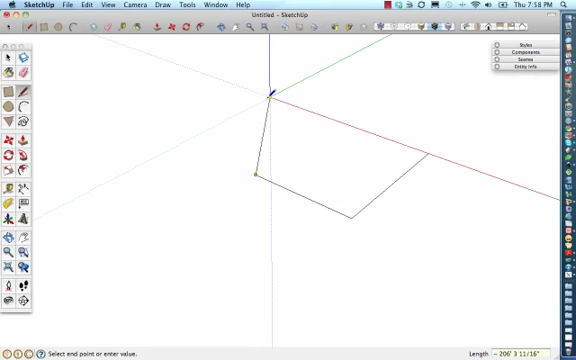 SketchUp File Edit View Camera Draw Tools Window Help
Thu 7:58 PM
Untitled - SketchUp
Styles
Components
Scenes
Entity Info
Select end point or enter value.
Length ~ 206' 3 11/16"